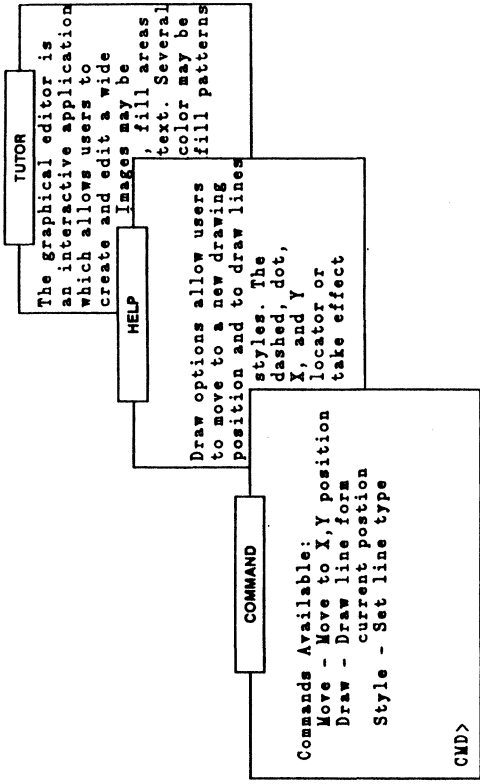 TUTOR
The graphical editor is
an interactive application
which allows users to
create and edit a wide
Images may be
, fill areas
text. Several
color may be
fill patterns
HELP
Draw options allow users
to move to a new drawing
position and to draw lines
styles. The
dashed, dot,
X, and Y
locator or
take effect
COMMAND
Commands Available:
Move - Move to X,Y position
Draw - Draw line form
current postion
Style - Set line type
CMD>